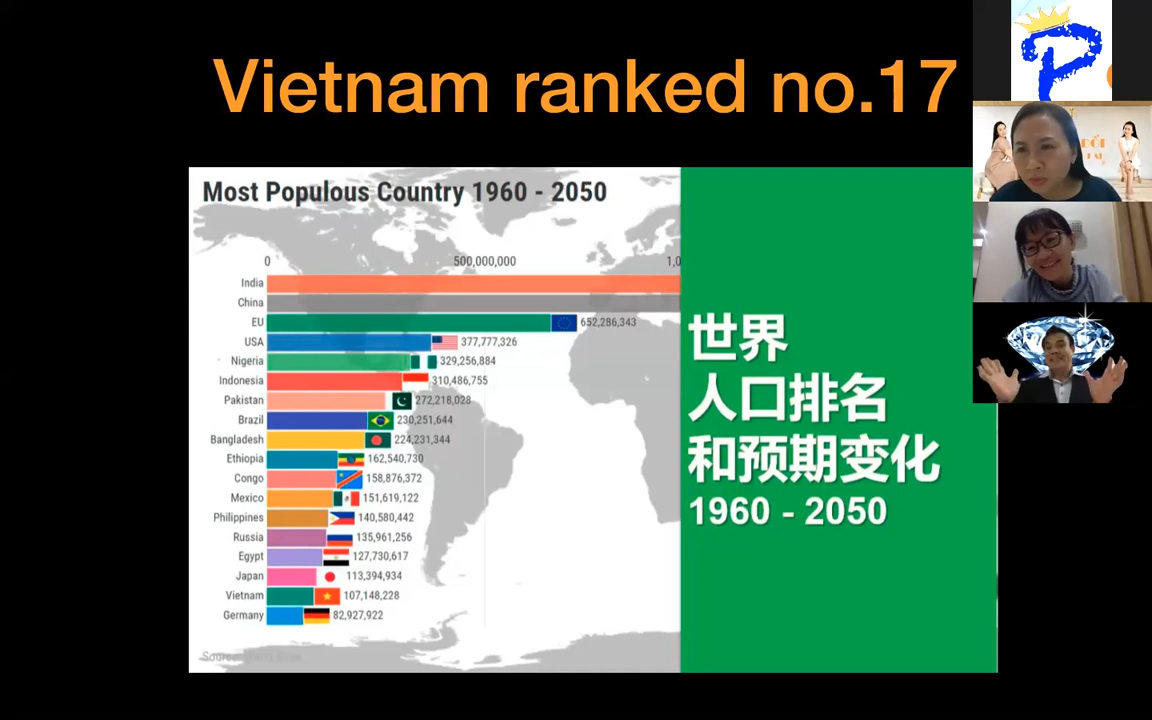 Vietnam ranked no.17
P
Most Populous Country 1960 - 2050
0 500,000,000 1,0
India
China
EU 652,286,343
USA 377,777,326
Nigeria 329,256,884
Indonesia 310,486,755
Pakistan 272,218,028
Brazil 230,251,644
Bangladesh 224,231,344
Ethiopia 162,540,730
Congo 158,876,372
Mexico 151,619,122
Philippines 140,580,442
Russia 135,961,256
Egypt 127,730,617
Japan 113,394,934
Vietnam 107,148,228
Germany 82,927,922
世界
人口排名
和预期变化
1960 - 2050